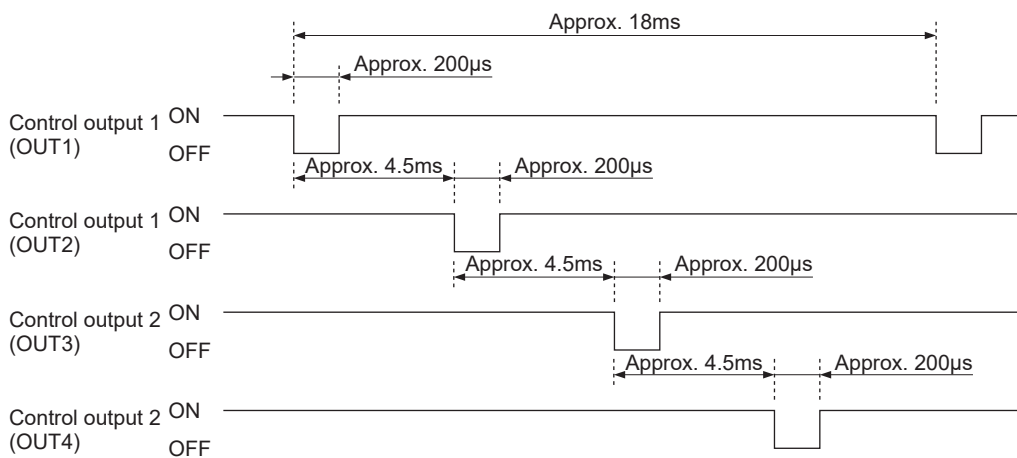 Approx. 18ms
Approx. 200µs
Control output 1 ON
(OUT1) OFF
Approx. 4.5ms Approx. 200µs
Control output 1 ON
(OUT2) OFF
Approx. 4.5ms Approx. 200µs
Control output 2 ON
(OUT3) OFF
Approx. 4.5ms Approx. 200µs
Control output 2 ON
(OUT4) OFF